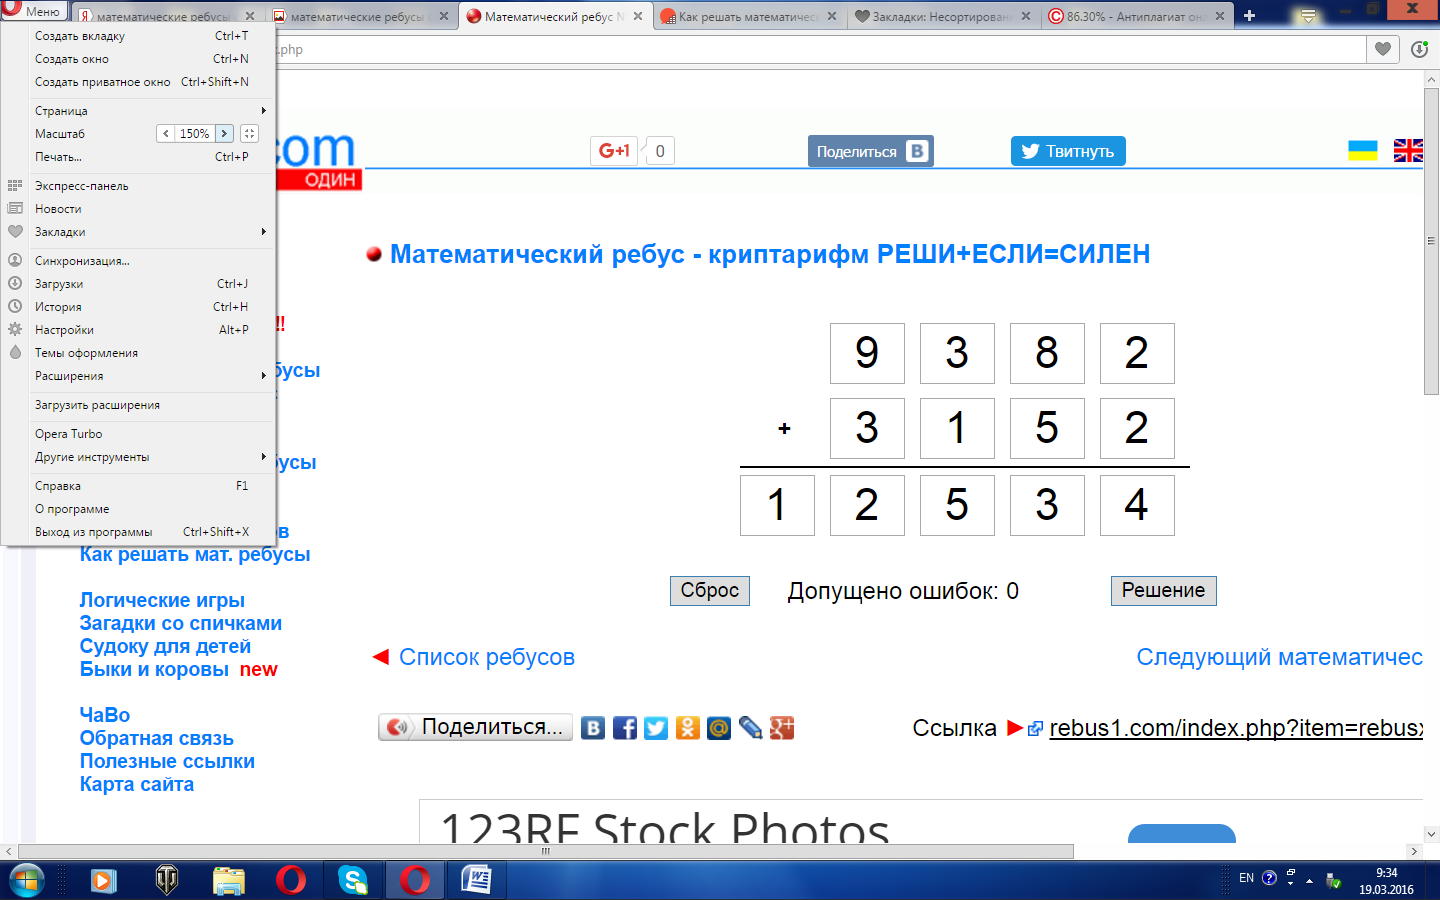 Меню
математические ребусы
математические ребусы
Математический ребус N
Как решать математичес
Закладки: Несортирован
86.30% - Антиплагиат он
.php
Создать вкладку Ctrl+T
Создать окно Ctrl+N
Создать приватное окно Ctrl+Shift+N
Страница
Масштаб 150%
Печать... Ctrl+P
Экспресс-панель
Новости
Закладки
Синхронизация...
Загрузки Ctrl+J
История Ctrl+H
Настройки Alt+P
Темы оформления
Расширения
Загрузить расширения
Opera Turbo
Другие инструменты
Справка F1
О программе
Выход из программы Ctrl+Shift+X
com
ОДИН
G+1 0
Поделиться B
Твитнуть
!!
бусы
бусы
ов
Как решать мат. ребусы
Логические игры
Загадки со спичками
Судоку для детей
Быки и коровы new
ЧаВо
Обратная связь
Полезные ссылки
Карта сайта
Математический ребус - криптарифм РЕШИ+ЕСЛИ=СИЛЕН
9 3 8 2
+ 3 1 5 2
1 2 5 3 4
Сброс Допущено ошибок: 0 Решение
Список ребусов Следующий математичес
Поделиться...
Ссылка rebus1.com/index.php?item=rebusx
123RF Stock Photos
EN
9:34
19.03.2016